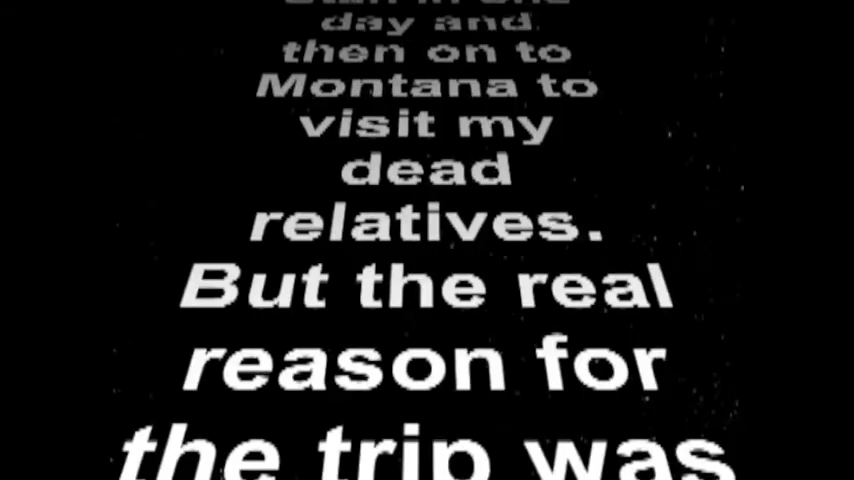 day and
then on to
Montana to
visit my
dead
relatives.
But the real
reason for
the trip was